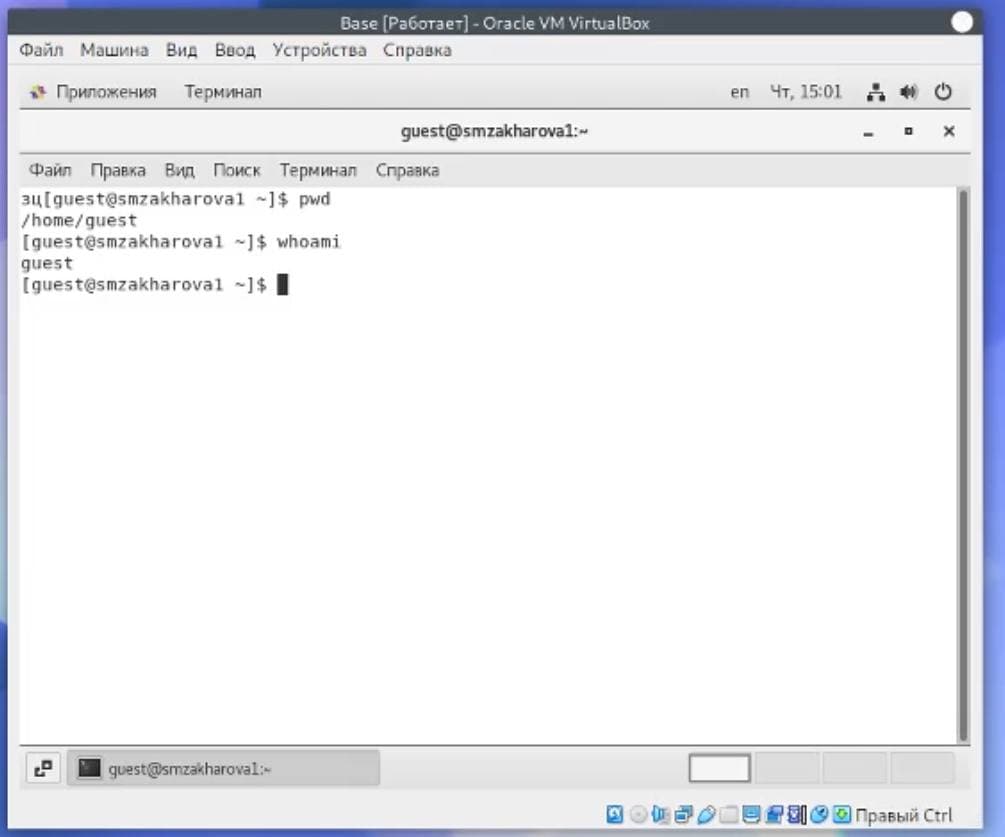 Base [Работает] - Oracle VM VirtualBox
Файл Машина Вид Ввод Устройства Справка
Приложения Терминал en Чт, 15:01
guest@smzakharova1:~
Файл Правка Вид Поиск Терминал Справка
зц[guest@smzakharova1 ~]$ pwd
/home/guest
[guest@smzakharova1 ~]$ whoami
guest
[guest@smzakharova1 ~]$
guest@smzakharova1:~
Правый Ctrl